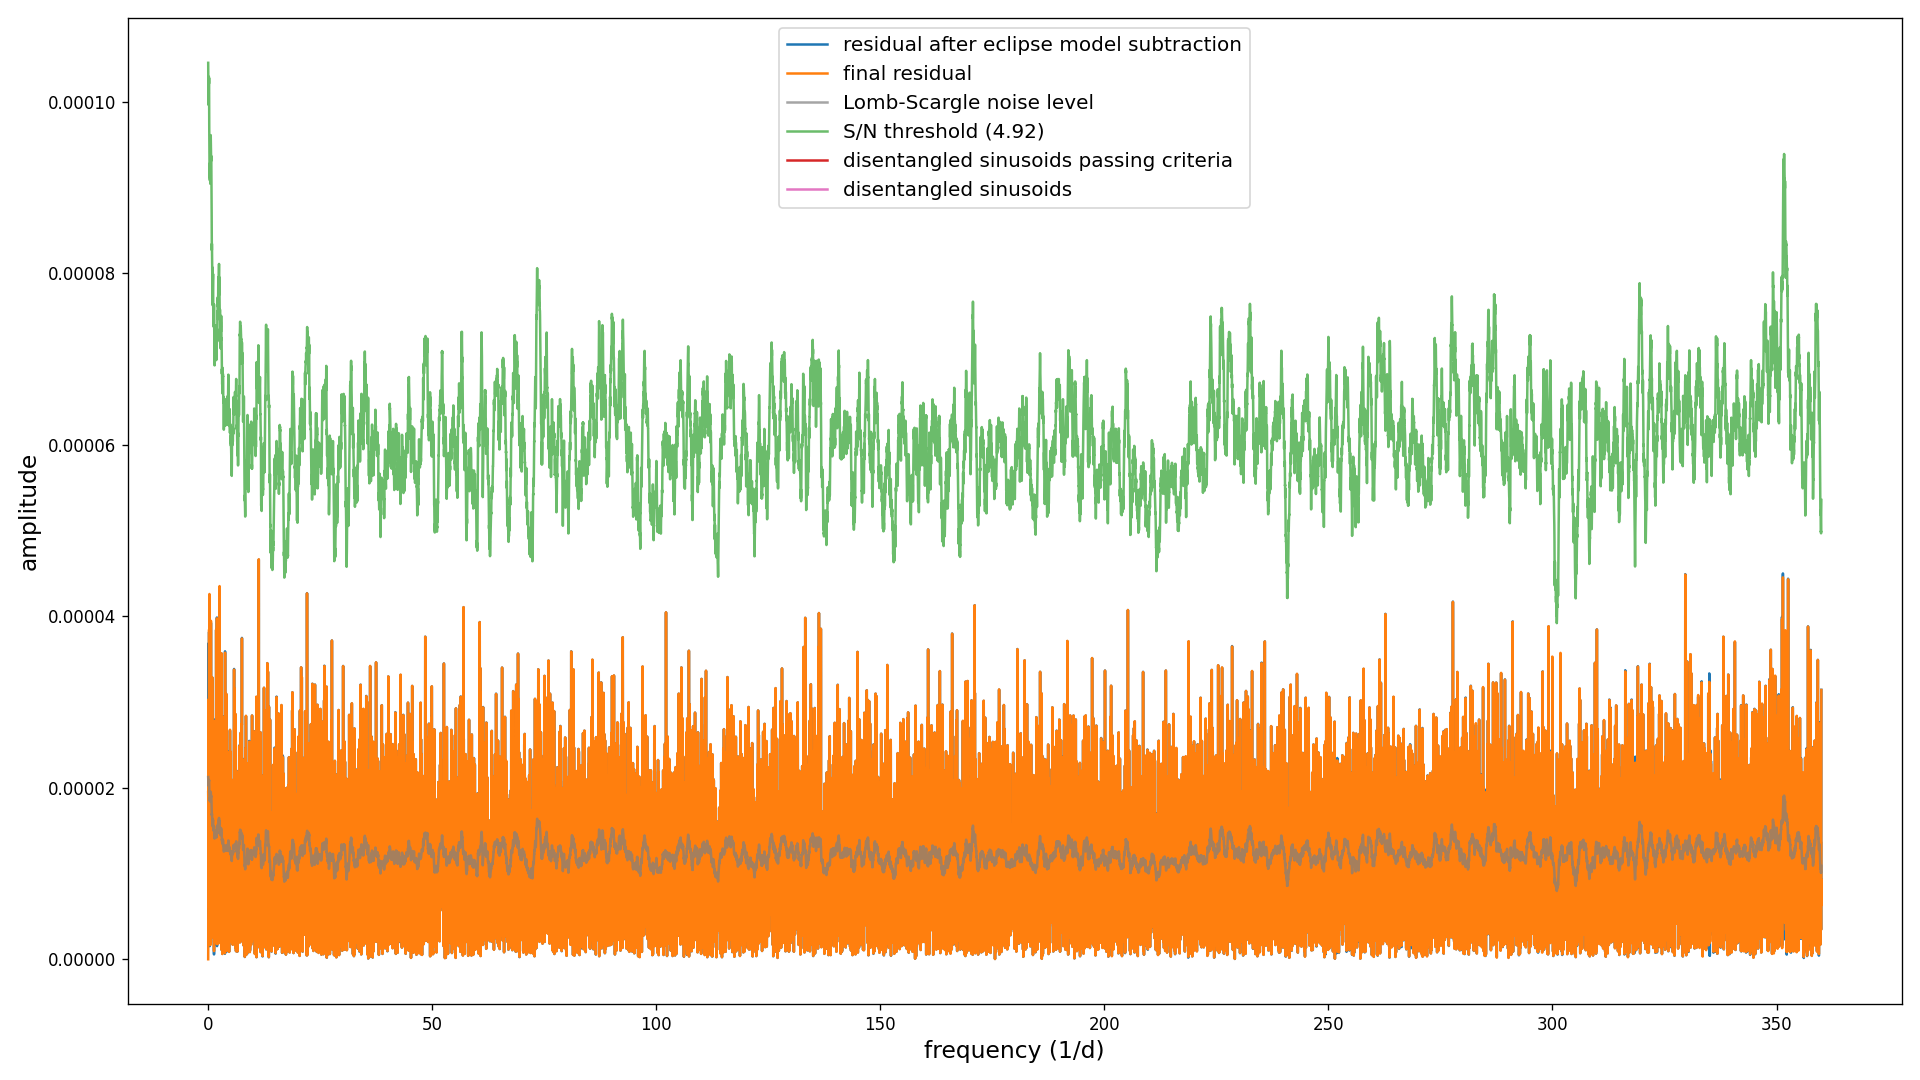 residual after eclipse model subtraction
final residual
Lomb-Scargle noise level
S/N threshold (4.92)
disentangled sinusoids passing criteria
disentangled sinusoids
0.00010
0.00008
0.00006
0.00004
0.00002
0.00000
amplitude
0 50 100 150 200 250 300 350
frequency (1/d)